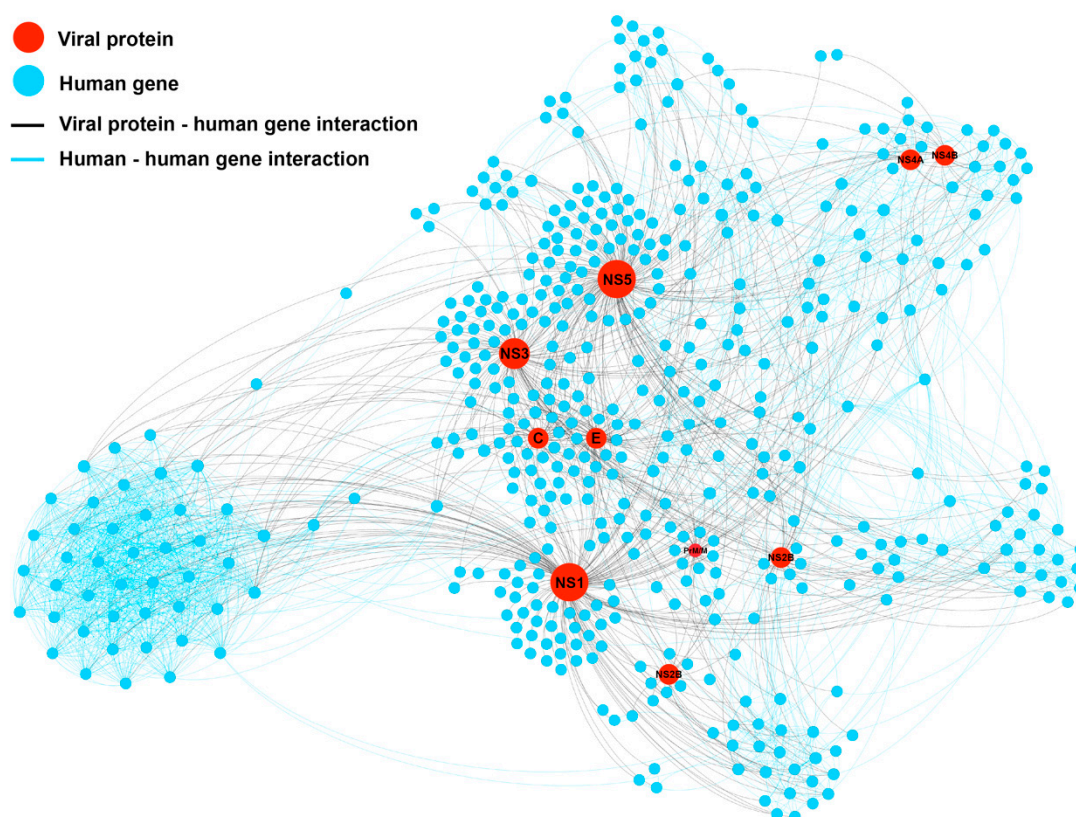 Viral protein
Human gene
Viral protein - human gene interaction
Human - human gene interaction
NS4A
NS4B
NS5
NS3
C
E
PrM/M
NS2B
NS1
NS2B